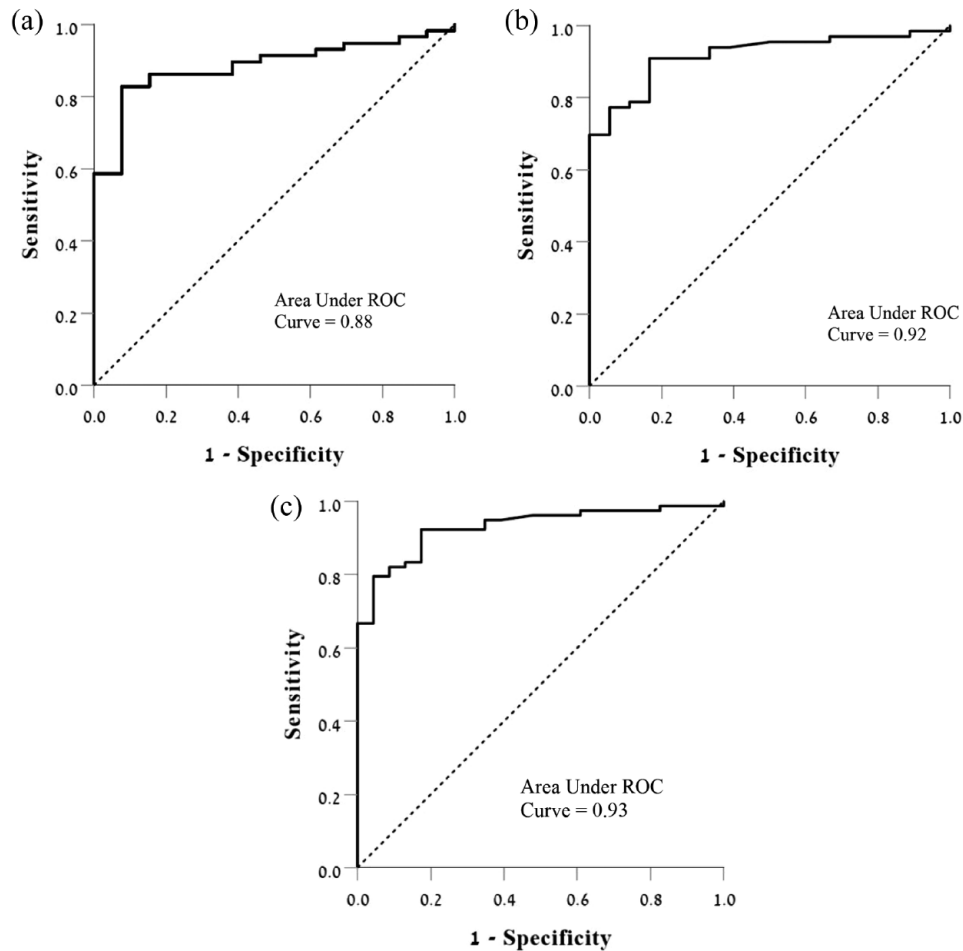 (a)
1.0
0.8
0.6
0.4
0.2
0.0
Sensitivity
Area Under ROC
Curve = 0.88
0.0 0.2 0.4 0.6 0.8 1.0
1 - Specificity
(b)
1.0
0.8
0.6
0.4
0.2
0.0
Sensitivity
Area Under ROC
Curve = 0.92
0.0 0.2 0.4 0.6 0.8 1.0
1 - Specificity
(c)
1.0
0.8
0.6
0.4
0.2
0.0
Sensitivity
Area Under ROC
Curve = 0.93
0.0 0.2 0.4 0.6 0.8 1.0
1 - Specificity